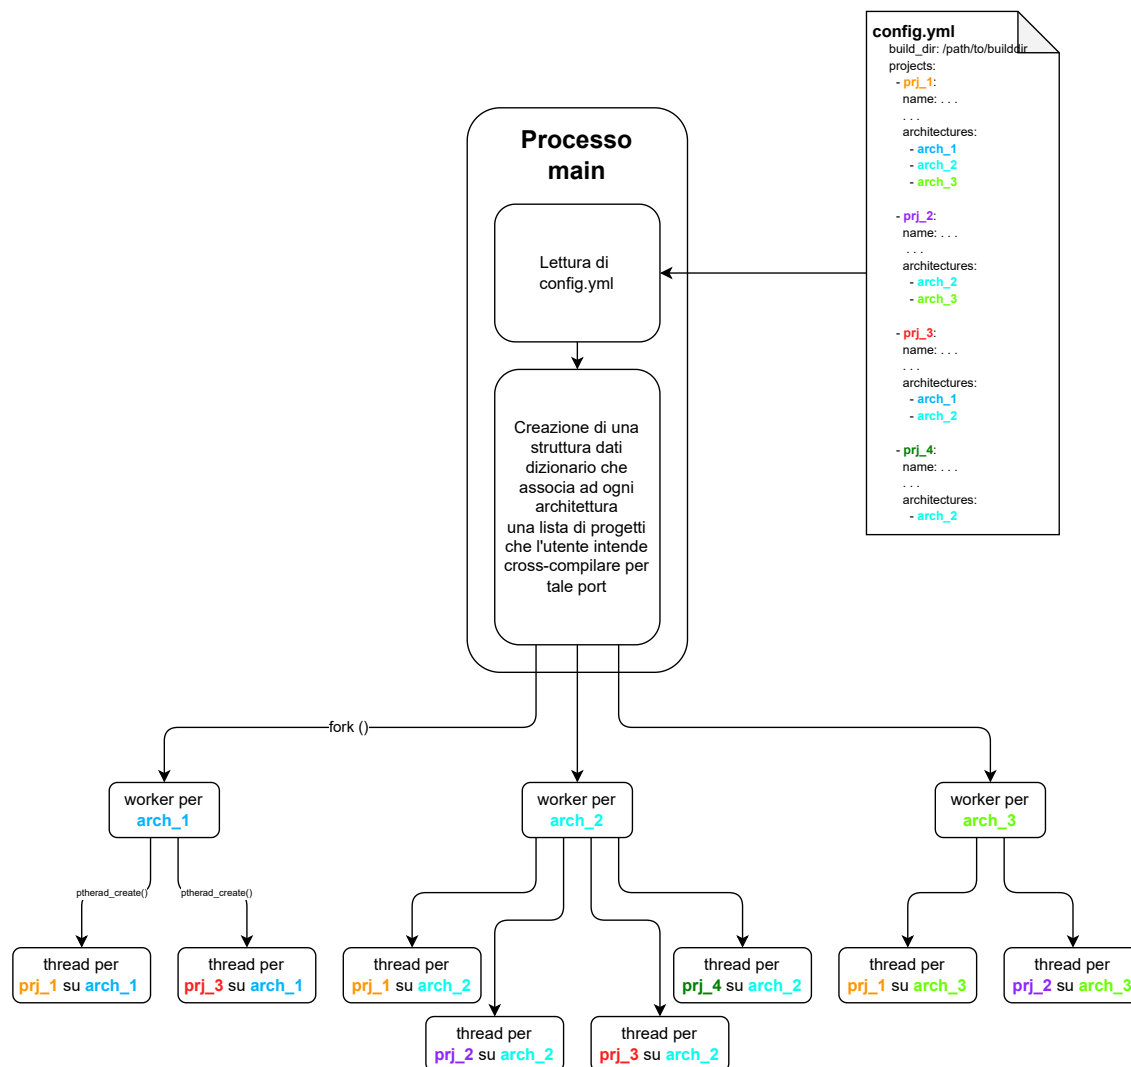 config.yml
build_dir: /path/to/builddir
projects:
- prj_1:
name: . . .
. . .
architectures:
- arch_1
- arch_2
- arch_3
- prj_2:
name: . . .
. . .
architectures:
- arch_2
- arch_3
- prj_3:
name: . . .
. . .
architectures:
- arch_1
- arch_2
- prj_4:
name: . . .
. . .
architectures:
- arch_2
Processo
main
Lettura di
config.yml
Creazione di una
struttura dati
dizionario che
associa ad ogni
architettura
una lista di progetti
che l'utente intende
cross-compilare per
tale port
fork ()
worker per
arch_1
worker per
arch_2
worker per
arch_3
ptherad_create()
ptherad_create()
thread per
prj_1 su arch_1
thread per
prj_3 su arch_1
thread per
prj_1 su arch_2
thread per
prj_2 su arch_2
thread per
prj_3 su arch_2
thread per
prj_4 su arch_2
thread per
prj_1 su arch_3
thread per
prj_2 su arch_3